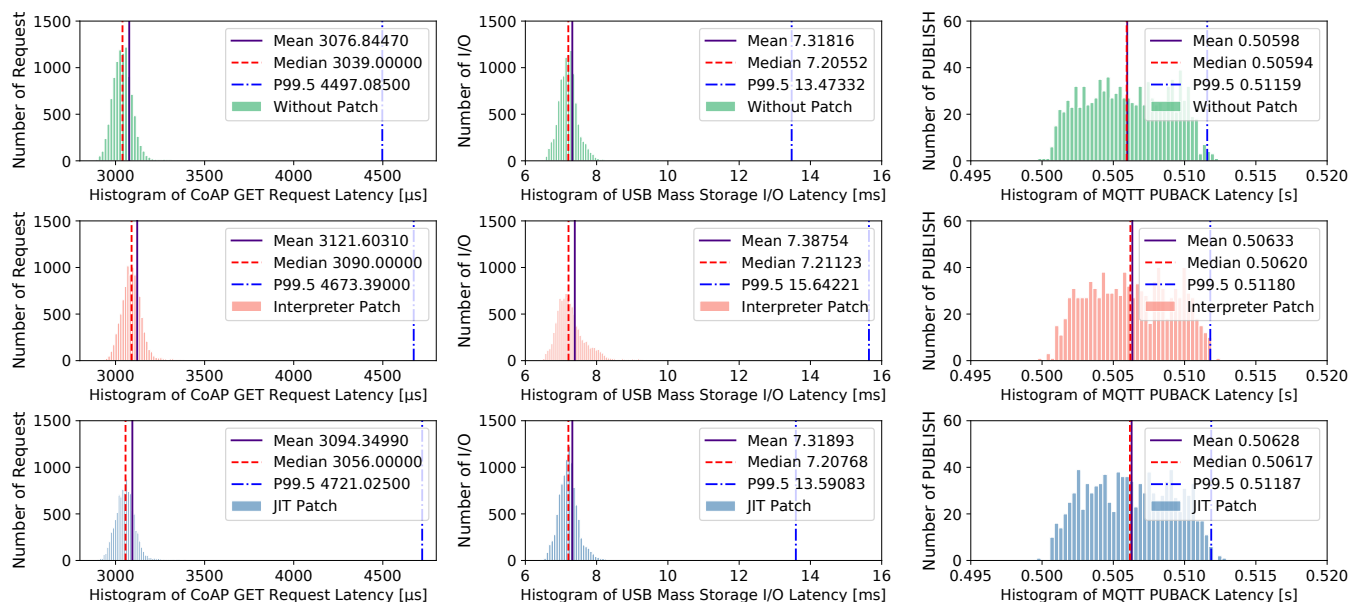 Number of Request
1500
1000
500
0
Mean 3076.84470
Median 3039.00000
P99.5 4497.08500
Without Patch
3000 3500 4000 4500
Histogram of CoAP GET Request Latency [µs]
Number of I/O
1500
1000
500
0
Mean 7.31816
Median 7.20552
P99.5 13.47332
Without Patch
6 8 10 12 14 16
Histogram of USB Mass Storage I/O Latency [ms]
Number of PUBLISH
60
40
20
0
Mean 0.50598
Median 0.50594
P99.5 0.51159
Without Patch
0.495 0.500 0.505 0.510 0.515 0.520
Histogram of MQTT PUBACK Latency [s]
Number of Request
1500
1000
500
0
Mean 3121.60310
Median 3090.00000
P99.5 4673.39000
Interpreter Patch
3000 3500 4000 4500
Histogram of CoAP GET Request Latency [µs]
Number of I/O
1500
1000
500
0
Mean 7.38754
Median 7.21123
P99.5 15.64221
Interpreter Patch
6 8 10 12 14 16
Histogram of USB Mass Storage I/O Latency [ms]
Number of PUBLISH
60
40
20
0
Mean 0.50633
Median 0.50620
P99.5 0.51180
Interpreter Patch
0.495 0.500 0.505 0.510 0.515 0.520
Histogram of MQTT PUBACK Latency [s]
Number of Request
1500
1000
500
0
Mean 3094.34990
Median 3056.00000
P99.5 4721.02500
JIT Patch
3000 3500 4000 4500
Histogram of CoAP GET Request Latency [µs]
Number of I/O
1500
1000
500
0
Mean 7.31893
Median 7.20768
P99.5 13.59083
JIT Patch
6 8 10 12 14 16
Histogram of USB Mass Storage I/O Latency [ms]
Number of PUBLISH
60
40
20
0
Mean 0.50628
Median 0.50617
P99.5 0.51187
JIT Patch
0.495 0.500 0.505 0.510 0.515 0.520
Histogram of MQTT PUBACK Latency [s]